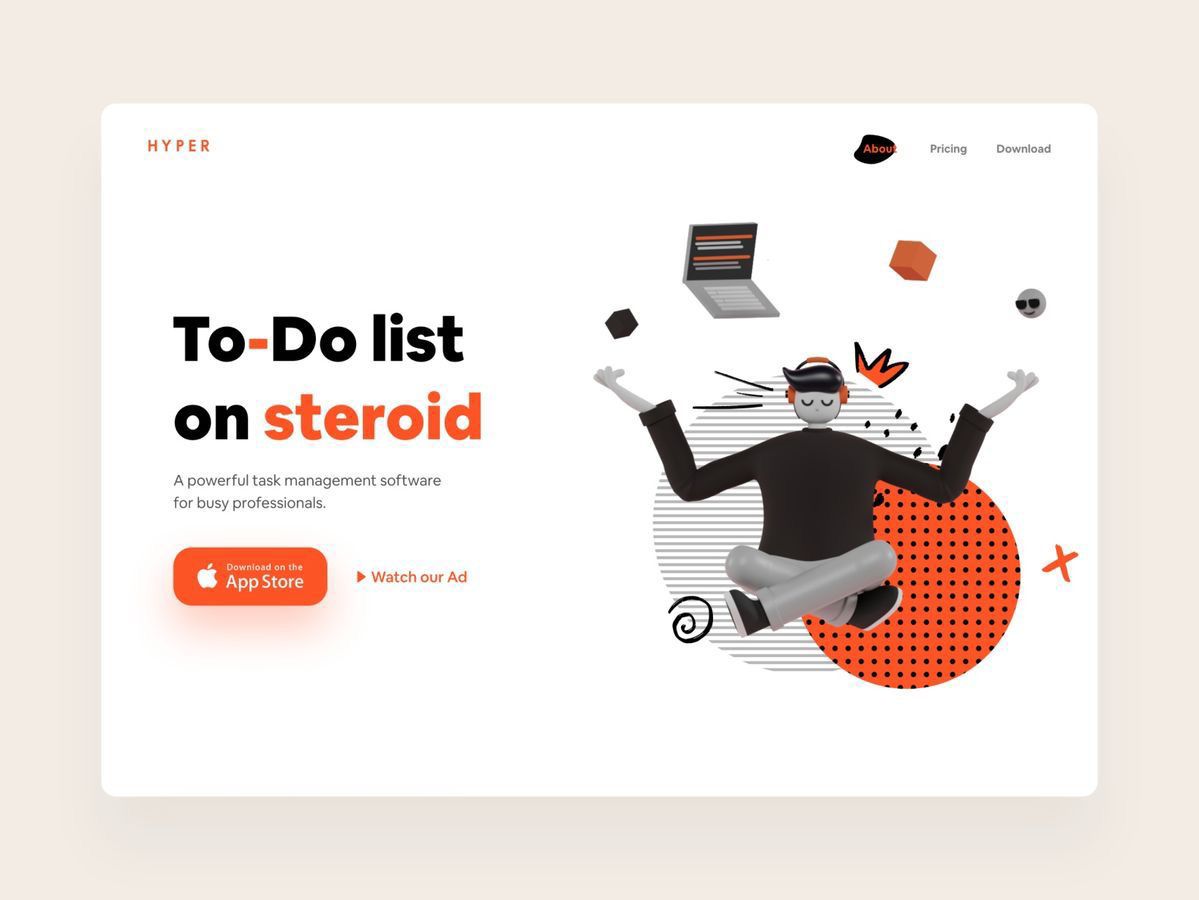 HYPER
About
Pricing
Download
To-Do list
on steroid
A powerful task management software
for busy professionals.
Download on the
App Store
Watch our Ad